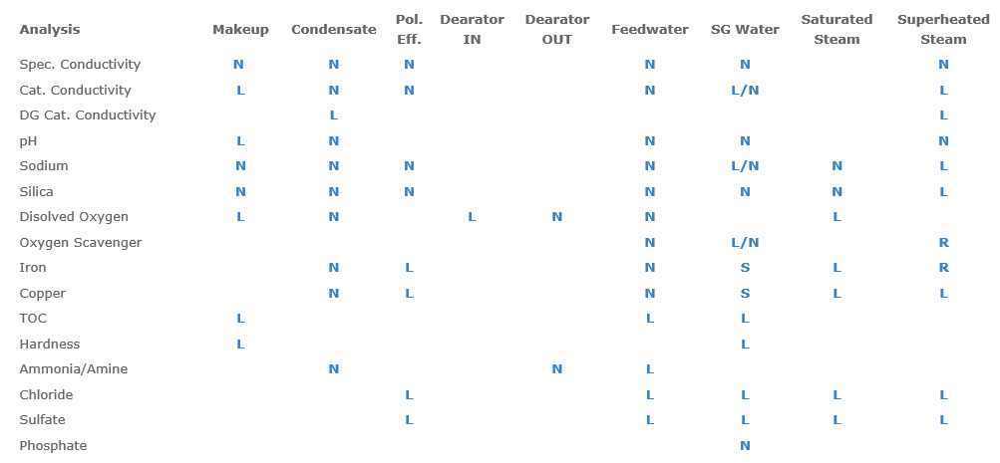 Analysis Makeup Condensate Pol. Eff. Dearator IN Dearator OUT Feedwater SG Water Saturated Steam Superheated Steam
Spec. Conductivity N N N N N N
Cat. Conductivity L N N N L/N L
DG Cat. Conductivity L L
pH L N N N N
Sodium N N N N L/N N L
Silica N N N N N N L
Disolved Oxygen L N L N N L
Oxygen Scavenger N L/N R
Iron N L N S L R
Copper N L N S L L
TOC L L L
Hardness L L
Ammonia/Amine N N L
Chloride L L L L L
Sulfate L L L L L
Phosphate N